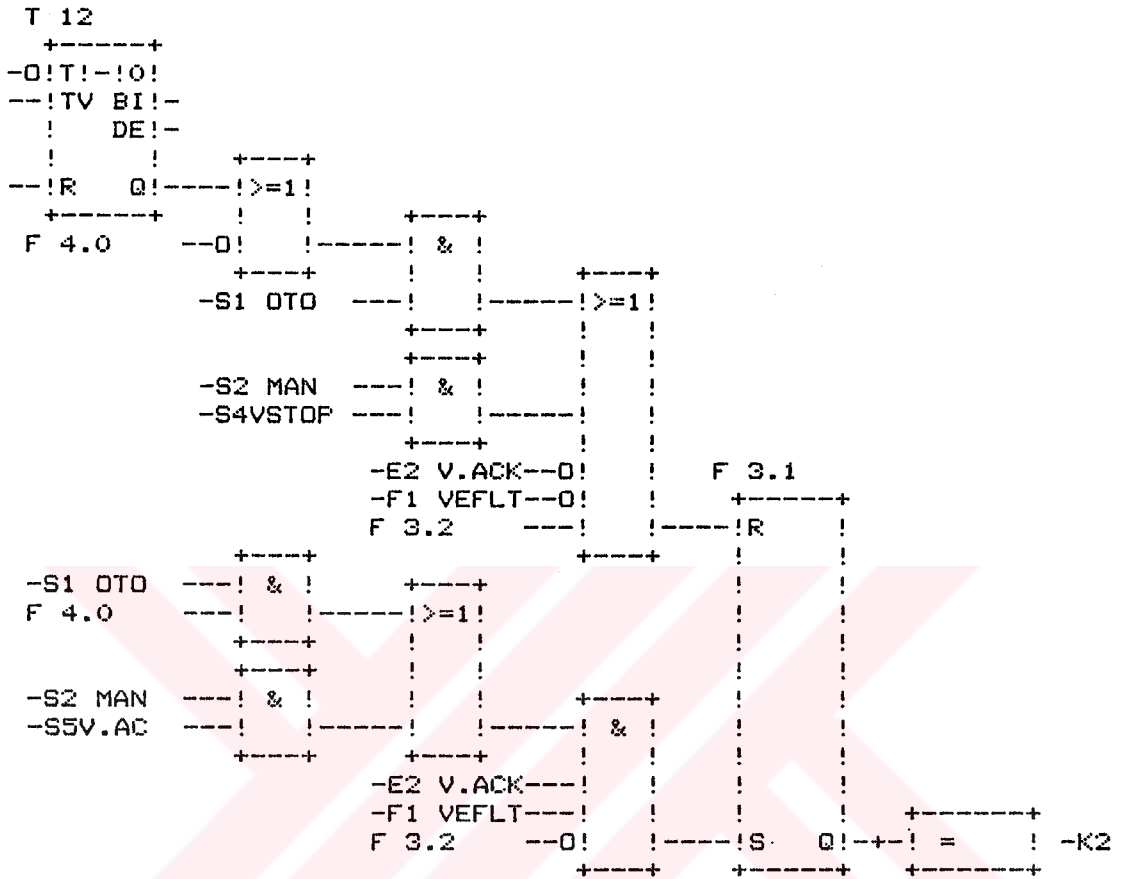 T 12
-O!T!-!O!
--!TV BI!-
DE!-
--!R Q!----!>=1!
F 4.0 --O! !-----! & !
-S1 OTO ---! !-----!>=1!
-S2 MAN ---! & !
-S4VSTOP ---! !-----!
-E2 V.ACK--O! ! F 3.1
-F1 VEFLT--O!
F 3.2 ---! !----!R !
-S1 OTO ---! & !
F 4.0 ---! !-----!>=1!
-S2 MAN ---! & !
-S5V.AC ---! !-----! !-----! & !
-E2 V.ACK---!
-F1 VEFLT---!
F 3.2 --O! !----!S Q!-+-! = ! -K2